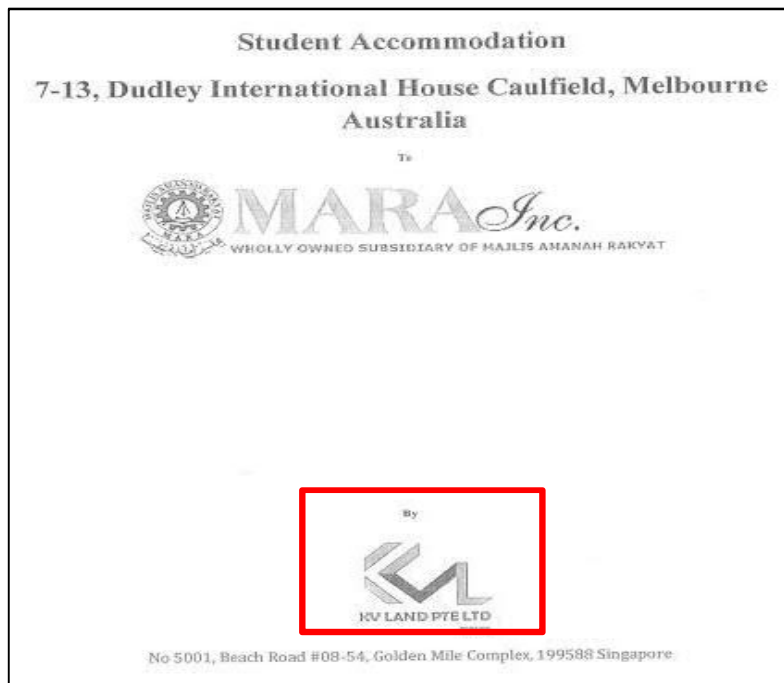 Student Accommodation
7-13, Dudley International House Caulfield, Melbourne
Australia
To
MARA Inc.
WHOLLY OWNED SUBSIDIARY OF MAJLIS AMANAH RAKYAT
MARA
By
KV LAND PTE LTD
No 5001, Beach Road #08-54, Golden Mile Complex, 199588 Singapore